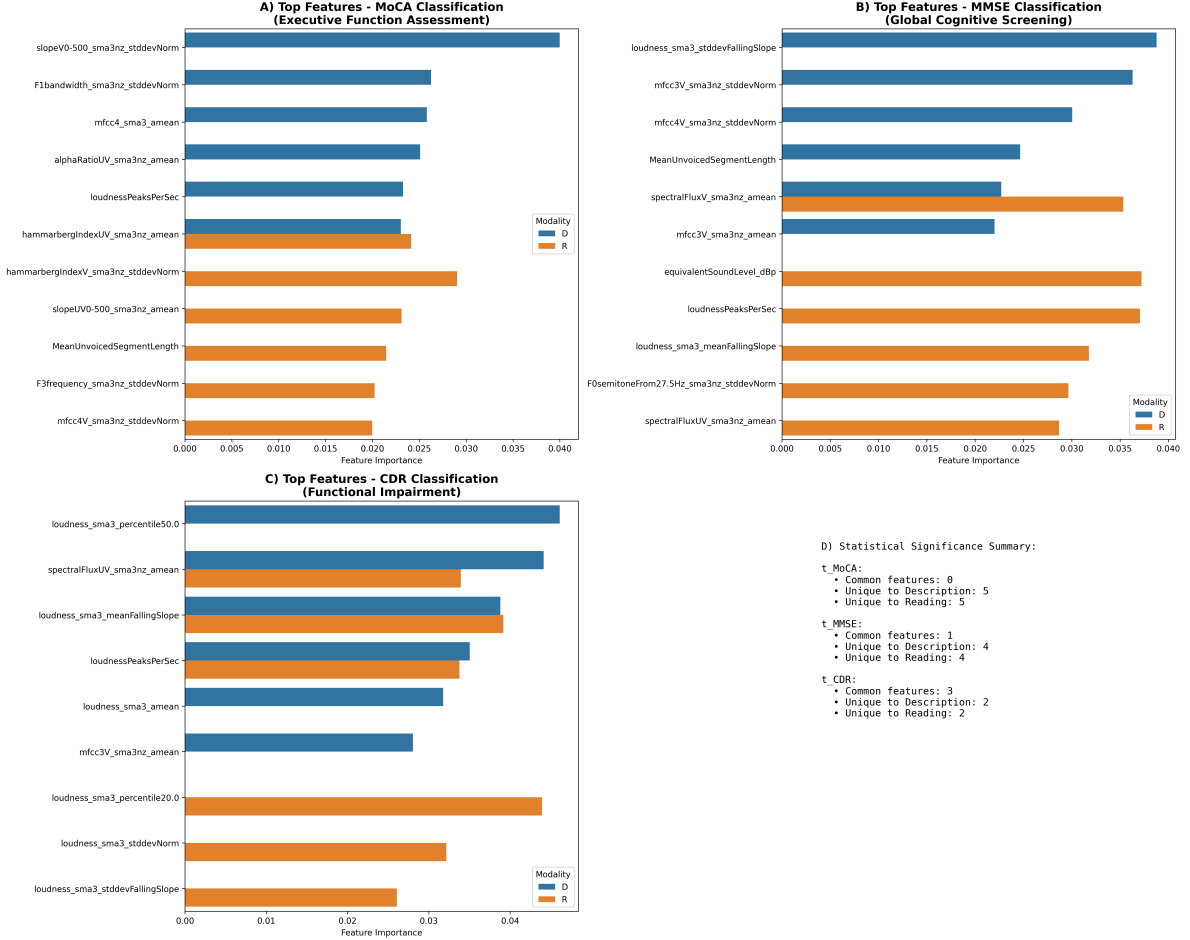 A) Top Features - MoCA Classification
(Executive Function Assessment)
slopeV0-500_sma3nz_stddevNorm
F1bandwidth_sma3nz_stddevNorm
mfcc4_sma3_amean
alphaRatioUV_sma3nz_amean
loudnessPeaksPerSec
hammarbergIndexUV_sma3nz_amean
hammarbergIndexV_sma3nz_stddevNorm
slopeUV0-500_sma3nz_amean
MeanUnvoicedSegmentLength
F3frequency_sma3nz_stddevNorm
mfcc4V_sma3nz_stddevNorm
Modality
D
R
0.000 0.005 0.010 0.015 0.020 0.025 0.030 0.035 0.040
Feature Importance
B) Top Features - MMSE Classification
(Global Cognitive Screening)
loudness_sma3_stddevFallingSlope
mfcc3V_sma3nz_stddevNorm
mfcc4V_sma3nz_stddevNorm
MeanUnvoicedSegmentLength
spectralFluxV_sma3nz_amean
mfcc3V_sma3nz_amean
equivalentSoundLevel_dBp
loudnessPeaksPerSec
loudness_sma3_meanFallingSlope
F0semitoneFrom27.5Hz_sma3nz_stddevNorm
spectralFluxUV_sma3nz_amean
Modality
D
R
0.000 0.005 0.010 0.015 0.020 0.025 0.030 0.035 0.040
Feature Importance
C) Top Features - CDR Classification
(Functional Impairment)
loudness_sma3_percentile50.0
spectralFluxUV_sma3nz_amean
loudness_sma3_meanFallingSlope
loudnessPeaksPerSec
loudness_sma3_amean
mfcc3V_sma3nz_amean
loudness_sma3_percentile20.0
loudness_sma3_stddevNorm
loudness_sma3_stddevFallingSlope
Modality
D
R
0.00 0.01 0.02 0.03 0.04
Feature Importance
D) Statistical Significance Summary:
t_MoCA:
• Common features: 0
• Unique to Description: 5
• Unique to Reading: 5
t_MMSE:
• Common features: 1
• Unique to Description: 4
• Unique to Reading: 4
t_CDR:
• Common features: 3
• Unique to Description: 2
• Unique to Reading: 2